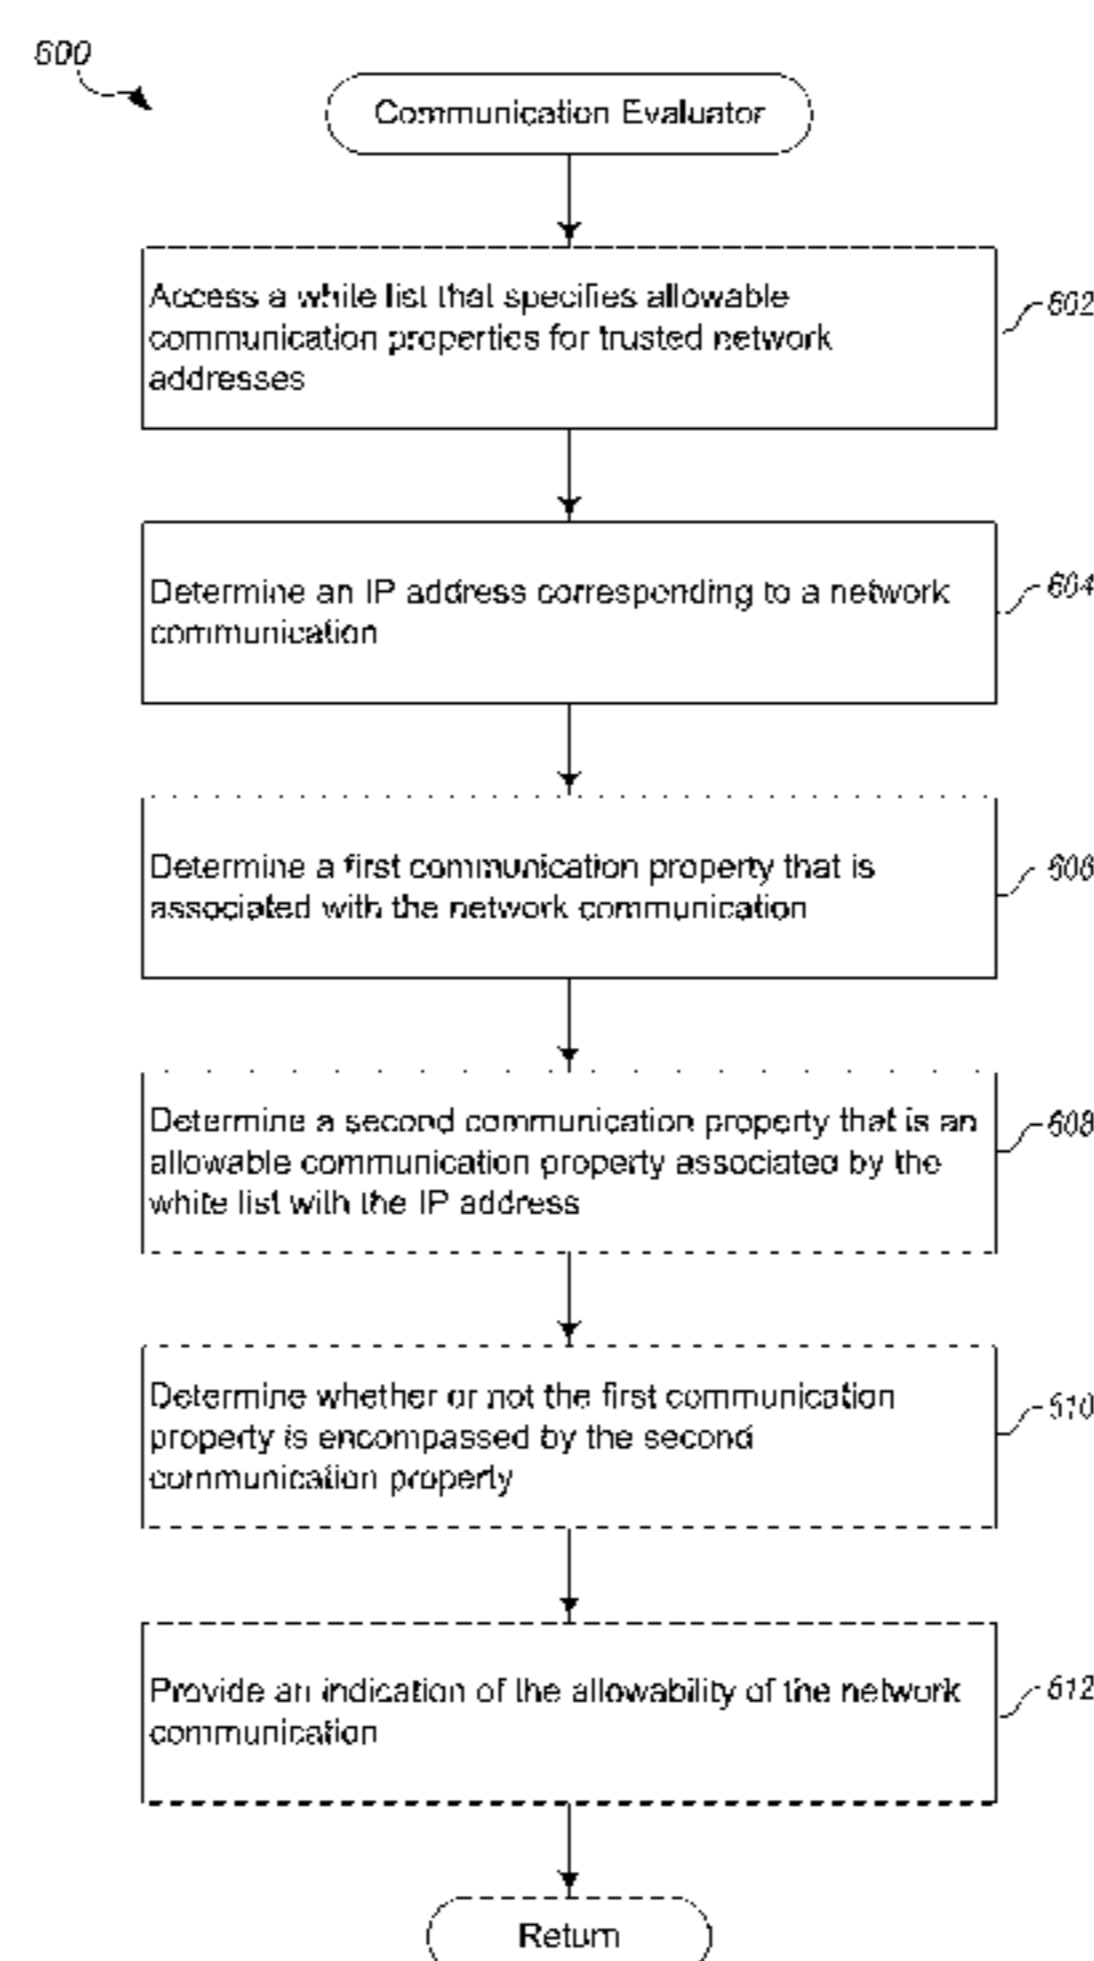 600
Communication Evaluator
Access a white list that specifies allowable
communication properties for trusted network
addresses
602
Determine an IP address corresponding to a network
communication
604
Determine a first communication property that is
associated with the network communication
606
Determine a second communication property that is an
allowable communication property associated by the
white list with the IP address
608
Determine whether or not the first communication
property is encompassed by the second
communication property
610
Provide an indication of the allowability of the network
communication
612
Return